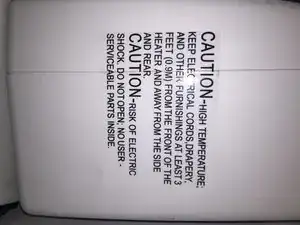 CAUTION-HIGH TEMPERATURE;
KEEP ELECTRICAL CORDS, DRAPERY,
AND OTHER FURNISHINGS AT LEAST 3
FEET (0.9M) FROM THE FRONT OF THE
HEATER AND AWAY FROM THE SIDE
AND REAR.
CAUTION-RISK OF ELECTRIC
SHOCK. DO NOT OPEN: NO USER -
SERVICEABLE PARTS INSIDE.